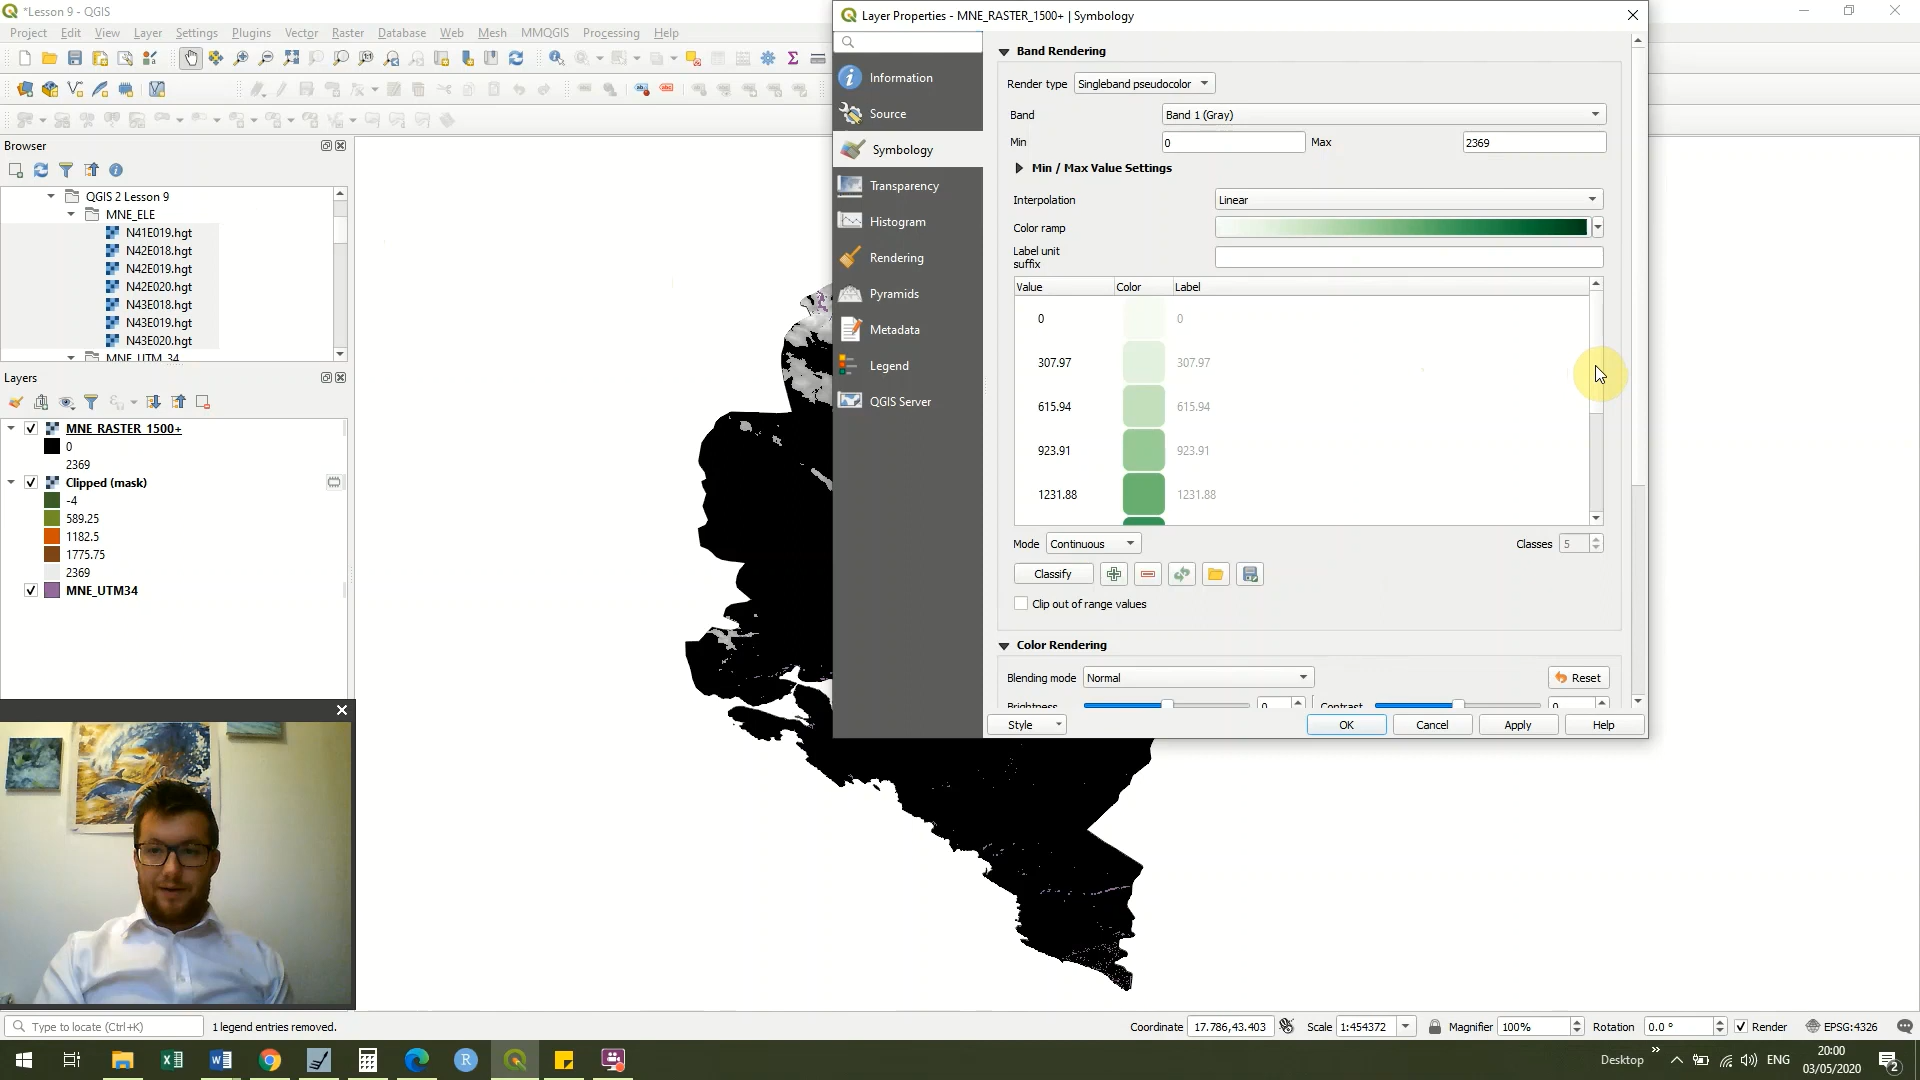 *Lesson 9 - QGIS
Project Edit View Layer Settings Plugins Vector Raster Database Web Mesh MMQGIS Processing Help
Browser
QGIS 2 Lesson 9
MNE_ELE
N41E019.hgt
N42E018.hgt
N42E019.hgt
N42E020.hgt
N43E018.hgt
N43E019.hgt
N43E020.hgt
MNE_UTM_34
Layers
MNE_RASTER_1500+
0
2369
Clipped (mask)
-4
589.25
1182.5
1775.75
2369
MNE_UTM34
Layer Properties - MNE_RASTER_1500+ | Symbology
Information
Source
Symbology
Transparency
Histogram
Rendering
Pyramids
Metadata
Legend
QGIS Server
Band Rendering
Render type Singleband pseudocolor
Band Band 1 (Gray)
Min 0 Max 2369
Min / Max Value Settings
Interpolation Linear
Color ramp
Label unit
suffix
Value Color Label
0 0
307.97 307.97
615.94 615.94
923.91 923.91
1231.88 1231.88
Mode Continuous Classes 5
Classify
Clip out of range values
Color Rendering
Blending mode Normal Reset
Brightness 0 Contrast 0
Style OK Cancel Apply Help
Type to locate (Ctrl+K) 1 legend entries removed. Coordinate 17.786,43.403 Scale 1:454372 Magnifier 100% Rotation 0.0 ° Render EPSG:4326
Desktop ENG 20:00
03/05/2020
2